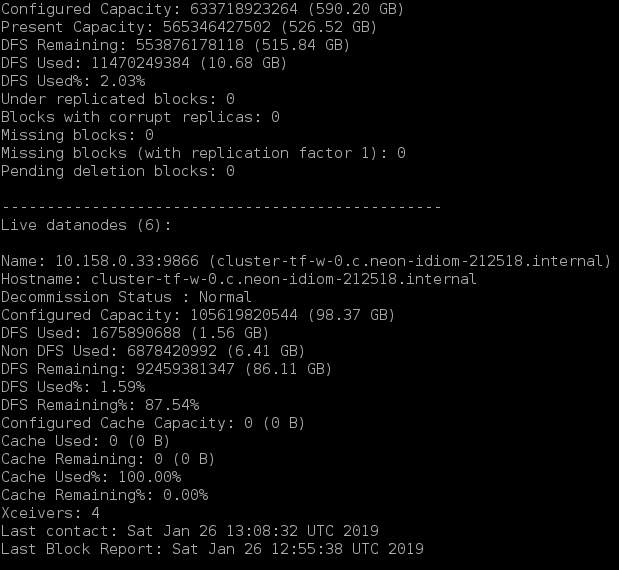 Configured Capacity: 633718923264 (590.20 GB)
Present Capacity: 565346427502 (526.52 GB)
DFS Remaining: 553876178118 (515.84 GB)
DFS Used: 11470249384 (10.68 GB)
DFS Used%: 2.03%
Under replicated blocks: 0
Blocks with corrupt replicas: 0
Missing blocks: 0
Missing blocks (with replication factor 1): 0
Pending deletion blocks: 0
-------------------------------------------------
Live datanodes (6):
Name: 10.158.0.33:9866 (cluster-tf-w-0.c.neon-idiom-212518.internal)
Hostname: cluster-tf-w-0.c.neon-idiom-212518.internal
Decommission Status : Normal
Configured Capacity: 105619820544 (98.37 GB)
DFS Used: 1675890688 (1.56 GB)
Non DFS Used: 6878420992 (6.41 GB)
DFS Remaining: 92459381347 (86.11 GB)
DFS Used%: 1.59%
DFS Remaining%: 87.54%
Configured Cache Capacity: 0 (0 B)
Cache Used: 0 (0 B)
Cache Remaining: 0 (0 B)
Cache Used%: 100.00%
Cache Remaining%: 0.00%
Xceivers: 4
Last contact: Sat Jan 26 13:08:32 UTC 2019
Last Block Report: Sat Jan 26 12:55:38 UTC 2019